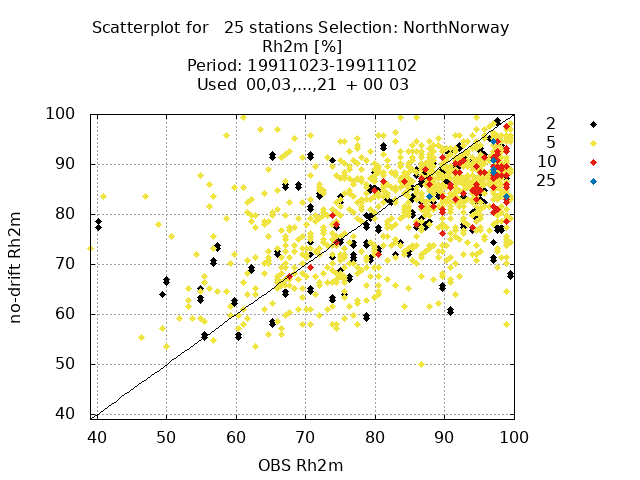 Scatterplot for   25 stations Selection: NorthNorway
Rh2m [%]
Period: 19911023-19911102
Used  00,03,...,21  + 00 03
100
90
80
70
60
50
40
40 50 60 70 80 90 100
no-drift Rh2m
OBS Rh2m
2
5
10
25